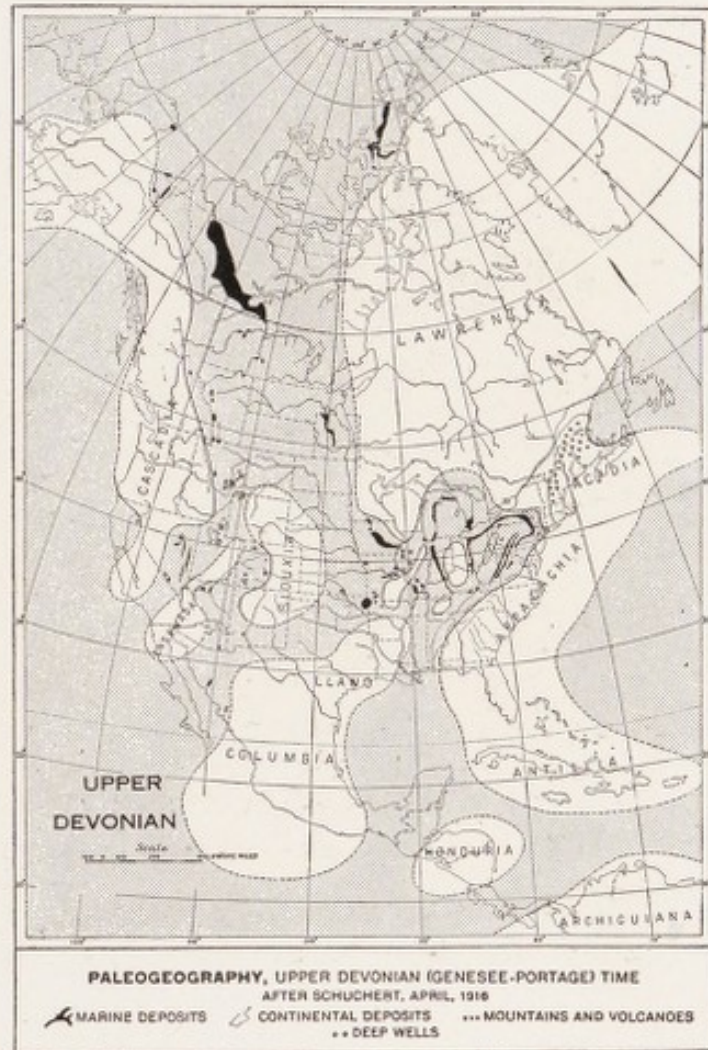 LAWRENTIA
CASCADIA
ACADIA
SIOUXIA
APPALACHIA
LLANO
COLUMBIA
ANTILLIA
UPPER
DEVONIAN
Scale
HONDURIA
ARCHIGUIANA
PALEOGEOGRAPHY, UPPER DEVONIAN (GENESEE-PORTAGE) TIME
AFTER SCHUCHERT, APRIL, 1916
MARINE DEPOSITS CONTINENTAL DEPOSITS MOUNTAINS AND VOLCANOES
DEEP WELLS